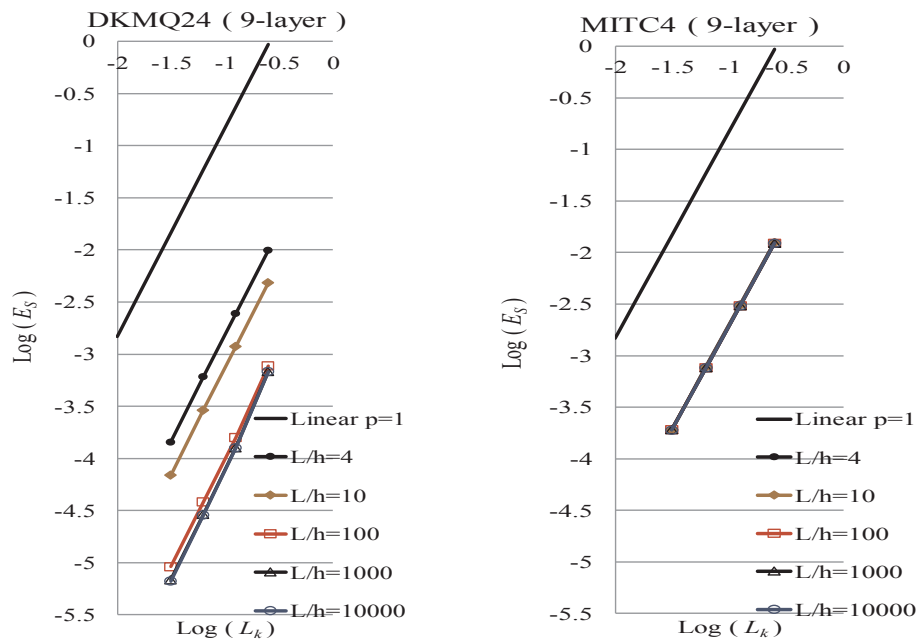 DKMQ24 ( 9-layer )
0
-2 -1.5 -1 -0.5 0
-0.5
-1
-1.5
-2
-2.5
-3
-3.5
-4
-4.5
-5
-5.5
Log(E_S)
Linear p=1
L/h=4
L/h=10
L/h=100
L/h=1000
L/h=10000
Log ( L_k )
MITC4 ( 9-layer )
0
-2 -1.5 -1 -0.5 0
-0.5
-1
-1.5
-2
-2.5
-3
-3.5
-4
-4.5
-5
-5.5
Log(E_S)
Linear p=1
L/h=4
L/h=10
L/h=100
L/h=1000
L/h=10000
Log ( L_k )